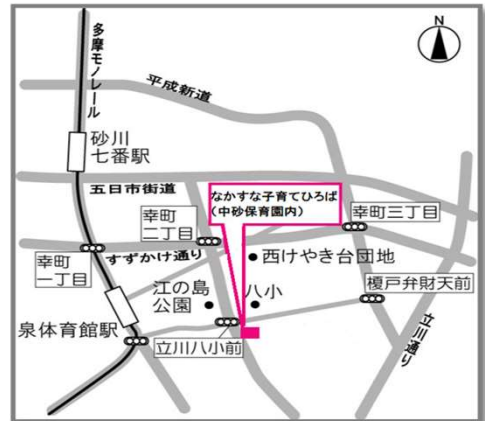 N
多摩モノレール
平成新道
砂川
七番駅
五日市街道
なかすな子育てひろば
(中砂保育園内)
幸町
二丁目
幸町三丁目
すずかけ通り
幸町
一丁目
西けやき台団地
江の島
公園
八小
榎戸弁財天前
泉体育館駅
立川八小前
立川通り